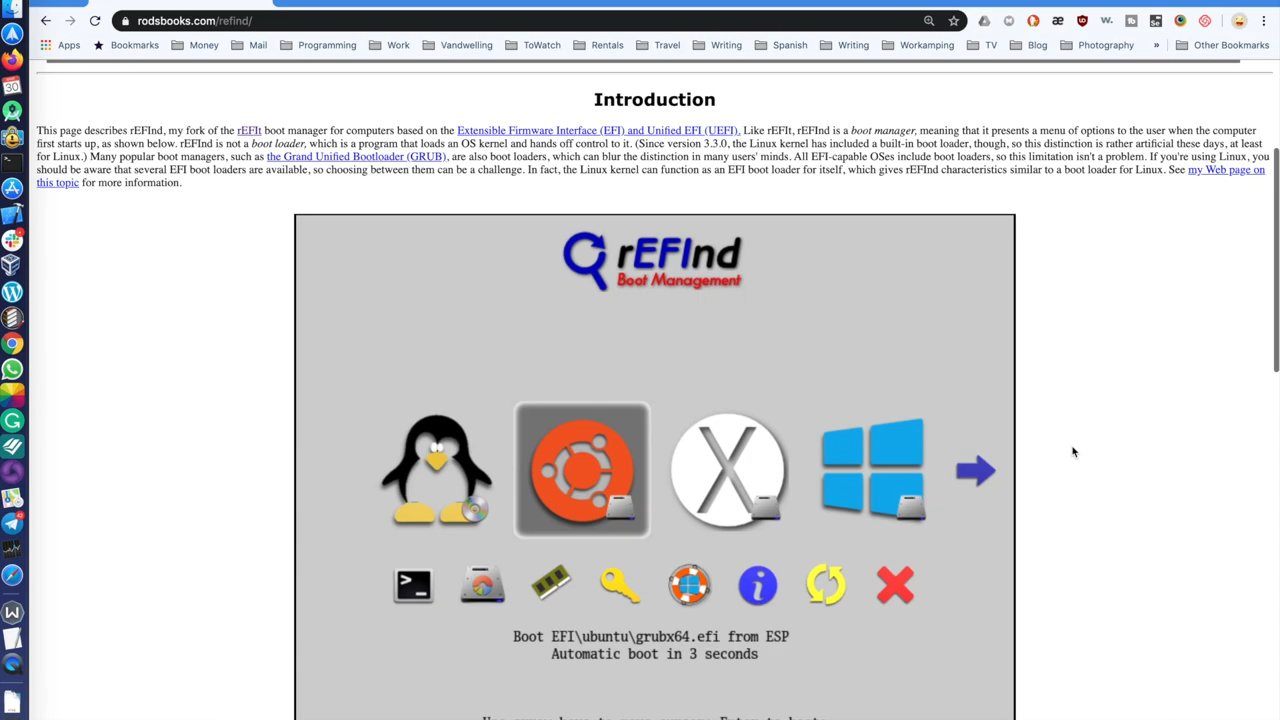 rodsbooks.com/refind/
Apps Bookmarks Money Mail Programming Work Vandwelling ToWatch Rentals Travel Writing Spanish Writing Workamping TV Blog Photography » Other Bookmarks
Introduction
This page describes rEFInd, my fork of the rEFIt boot manager for computers based on the Extensible Firmware Interface (EFI) and Unified EFI (UEFI). Like rEFIt, rEFInd is a boot manager, meaning that it presents a menu of options to the user when the computer
first starts up, as shown below. rEFInd is not a boot loader, which is a program that loads an OS kernel and hands off control to it. (Since version 3.3.0, the Linux kernel has included a built-in boot loader, though, so this distinction is rather artificial these days, at least
for Linux.) Many popular boot managers, such as the Grand Unified Bootloader (GRUB), are also boot loaders, which can blur the distinction in many users' minds. All EFI-capable OSes include boot loaders, so this limitation isn't a problem. If you're using Linux, you
should be aware that several EFI boot loaders are available, so choosing between them can be a challenge. In fact, the Linux kernel can function as an EFI boot loader for itself, which gives rEFInd characteristics similar to a boot loader for Linux. See my Web page on
this topic for more information.
rEFInd
Boot Management
Boot EFI\ubuntu\grubx64.efi from ESP
Automatic boot in 3 seconds